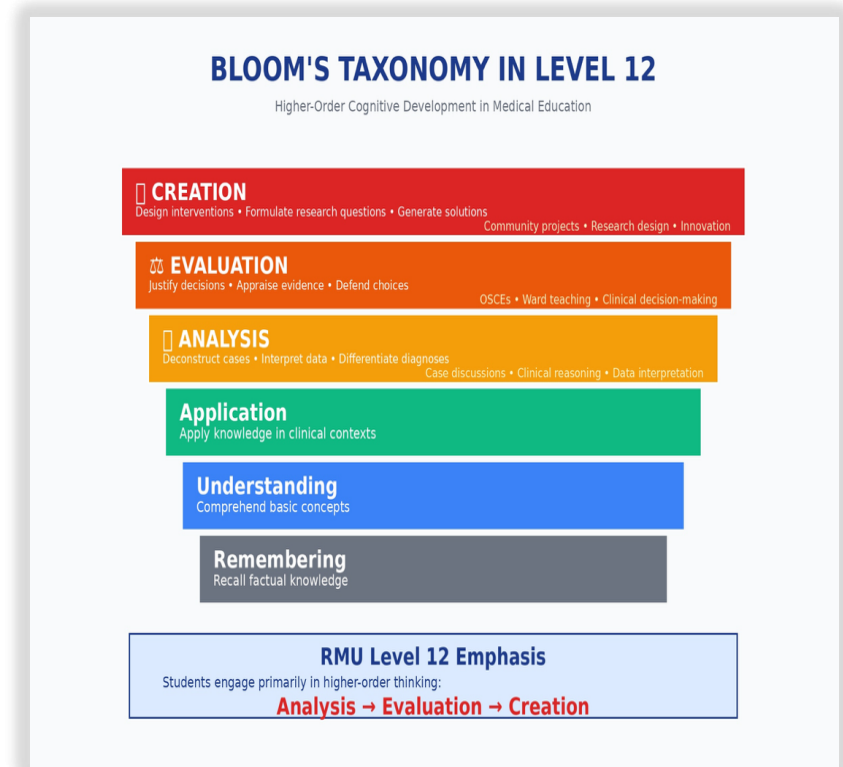 BLOOM'S TAXONOMY IN LEVEL 12
Higher-Order Cognitive Development in Medical Education
CREATION
Design interventions • Formulate research questions • Generate solutions
Community projects • Research design • Innovation
⚖ EVALUATION
Justify decisions • Appraise evidence • Defend choices
OSCEs • Ward teaching • Clinical decision-making
ANALYSIS
Deconstruct cases • Interpret data • Differentiate diagnoses
Case discussions • Clinical reasoning • Data interpretation
Application
Apply knowledge in clinical contexts
Understanding
Comprehend basic concepts
Remembering
Recall factual knowledge
RMU Level 12 Emphasis
Students engage primarily in higher-order thinking:
Analysis → Evaluation → Creation